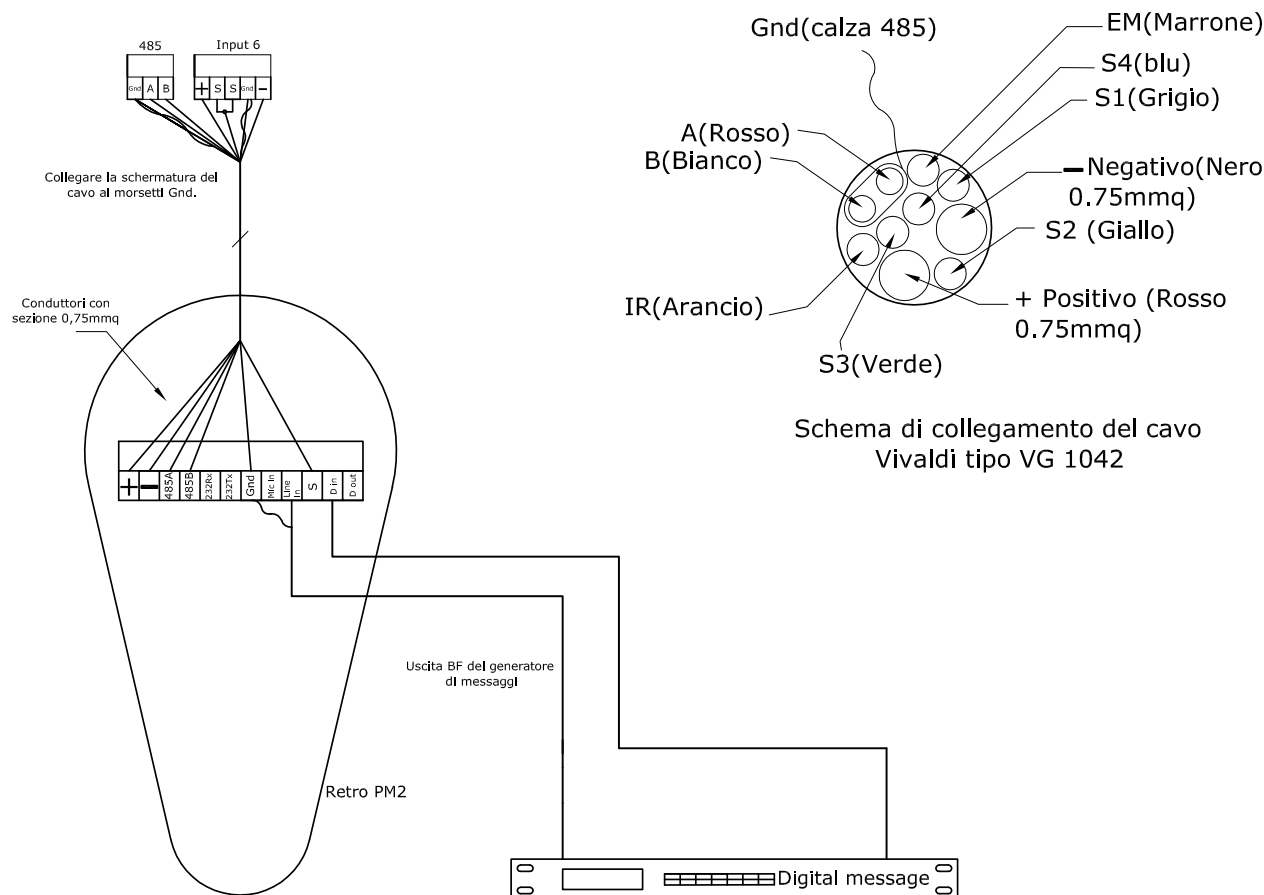 485
Input 6
Gnd
A
B
+
S
S
Gnd
-
Collegare la schermatura del
cavo ai morsetti Gnd.
Conduttori con
sezione 0,75mmq
+
-
485A
485B
232Rx
232Tx
Gnd
Mic in
Line
in
S
D in
D out
Uscita BF del generatore
di messaggi
Retro PM2
Digital message
Gnd(calza 485)
EM(Marrone)
S4(blu)
S1(Grigio)
A(Rosso)
B(Bianco)
-Negativo(Nero
0.75mmq)
S2 (Giallo)
IR(Arancio)
+ Positivo (Rosso
0.75mmq)
S3(Verde)
Schema di collegamento del cavo
Vivaldi tipo VG 1042